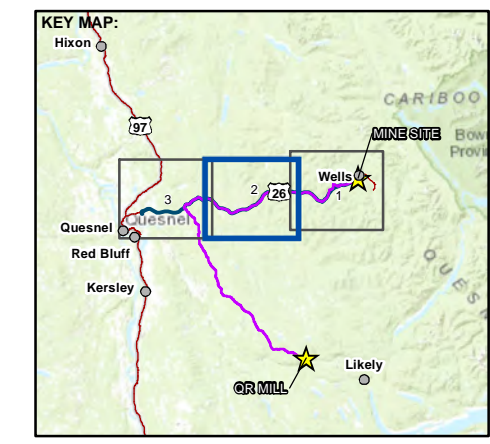 KEY MAP:
Hixon
97
CARIBOO
MINE SITE
Bow
Provi
Wells
26
1
2
3
Quesnel
Quesnel
Red Bluff
QUES
Kersley
Likely
QR MILL